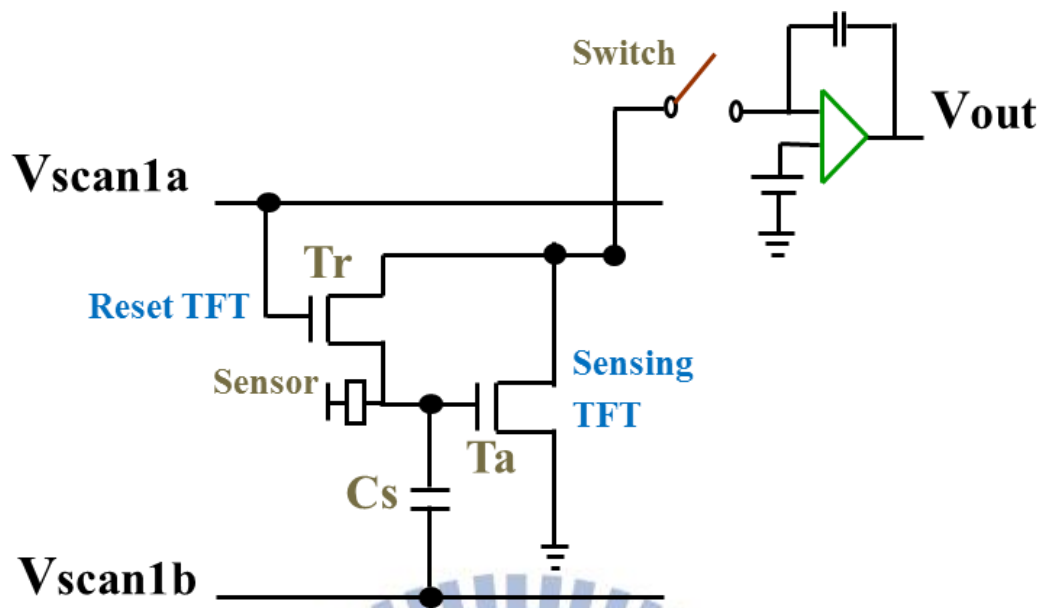 Switch
Vout
Vscan1a
Tr
Reset TFT
Sensor
Sensing
TFT
Ta
Cs
Vscan1b